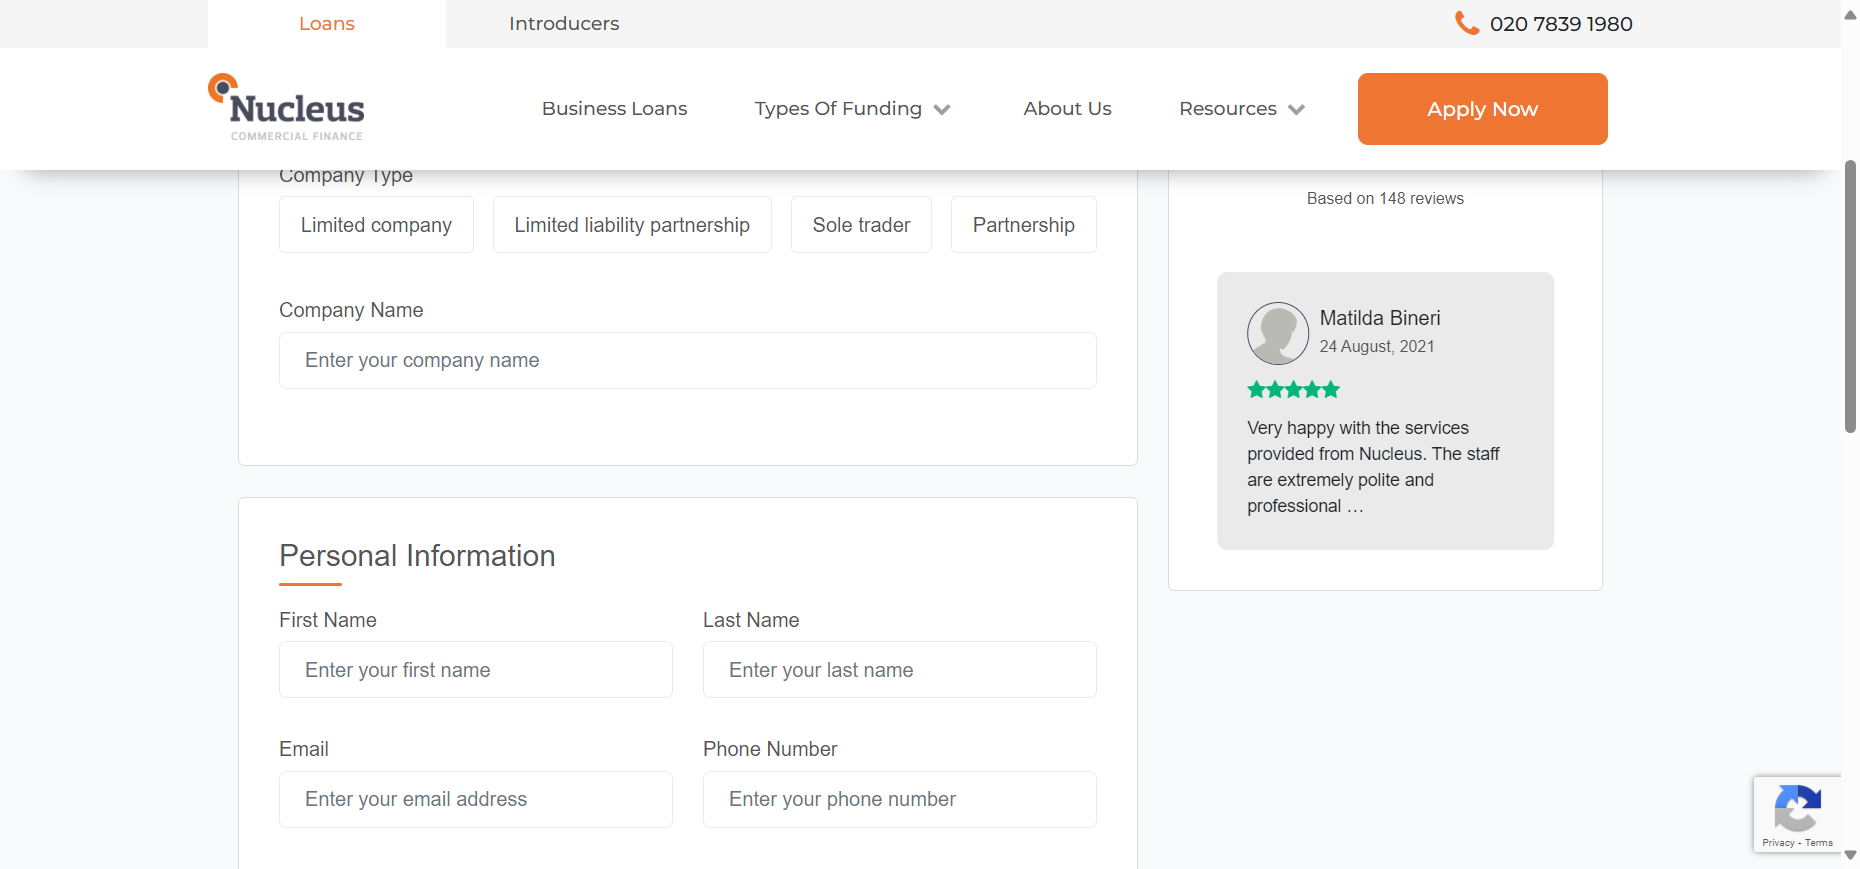 Loans
Introducers
020 7839 1980
Nucleus
COMMERCIAL FINANCE
Business Loans
Types Of Funding
About Us
Resources
Apply Now
Company Type
Limited company
Limited liability partnership
Sole trader
Partnership
Company Name
Enter your company name
Personal Information
First Name
Last Name
Enter your first name
Enter your last name
Email
Phone Number
Enter your email address
Enter your phone number
Based on 148 reviews
Matilda Bineri
24 August, 2021
Very happy with the services
provided from Nucleus. The staff
are extremely polite and
professional …
Privacy - Terms